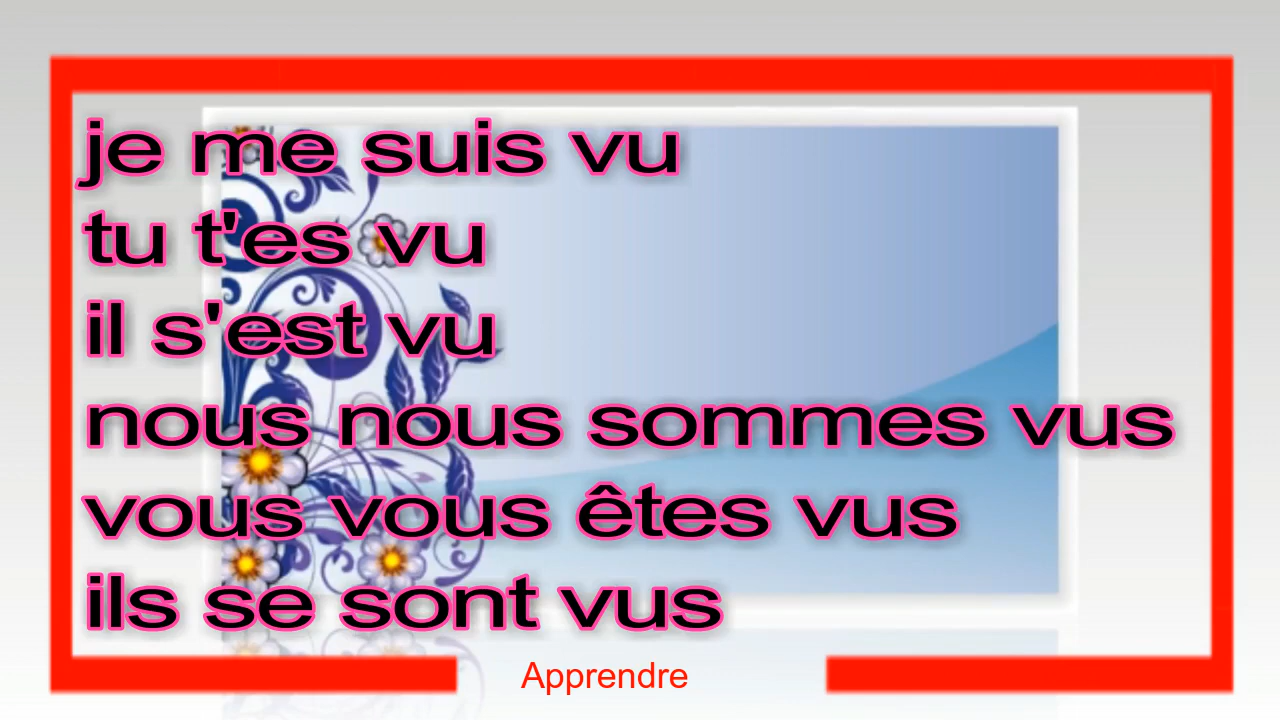 je me suis vu
tu t'es vu
il s'est vu
nous nous sommes vus
vous vous êtes vus
ils se sont vus
Apprendre